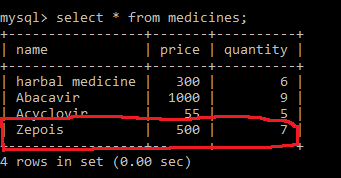 mysql> select * from medicines;
+------------------+-------+----------+
| name             | price | quantity |
+------------------+-------+----------+
| harbal medicine  |   300 |        6 |
| Abacavir         |  1000 |        9 |
| Acyclovir        |    55 |        5 |
| Zepois           |   500 |        7 |
+------------------+-------+----------+
4 rows in set (0.00 sec)